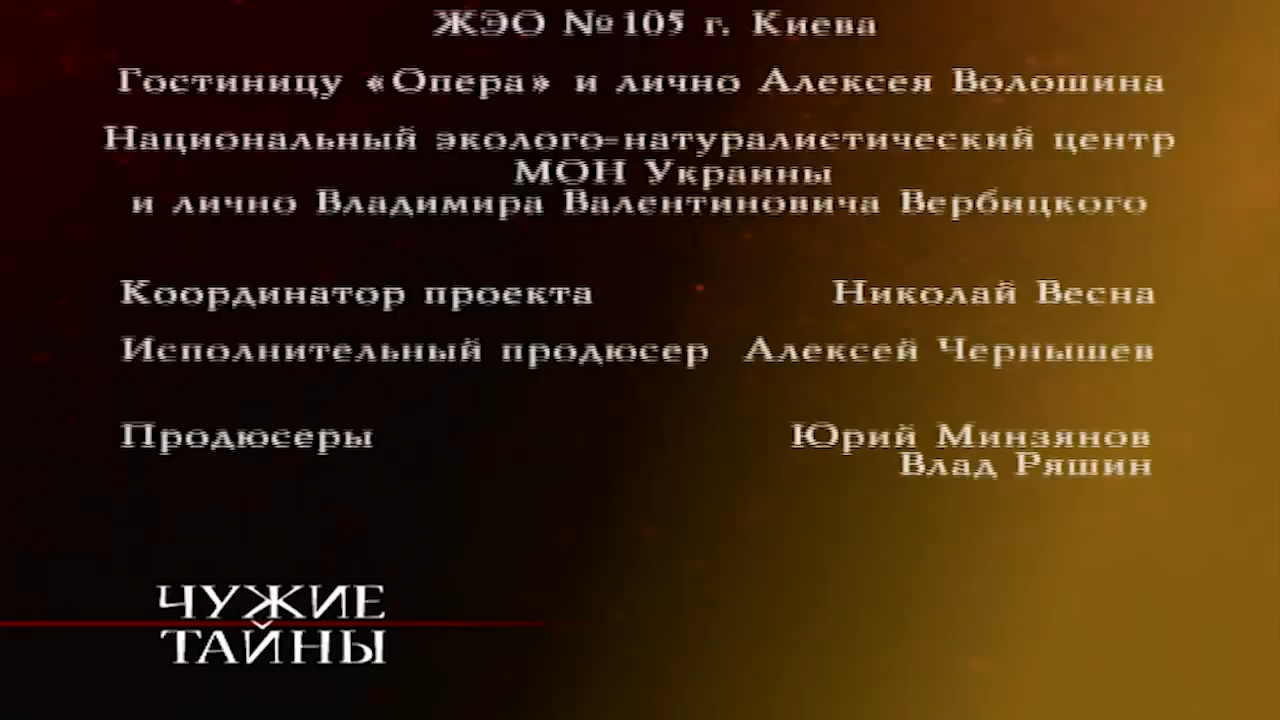 ЖЭО №105 г. Киева
Гостиницу «Опера» и лично Алексея Волошина
Национальный эколого-натуралистический центр
МОН Украины
и лично Владимира Валентиновича Вербицкого
Координатор проекта Николай Весна
Исполнительный продюсер Алексей Чернышев
Продюсеры Юрий Минзянов
Влад Ряшин
ЧУЖИЕ
ТАЙНЫ